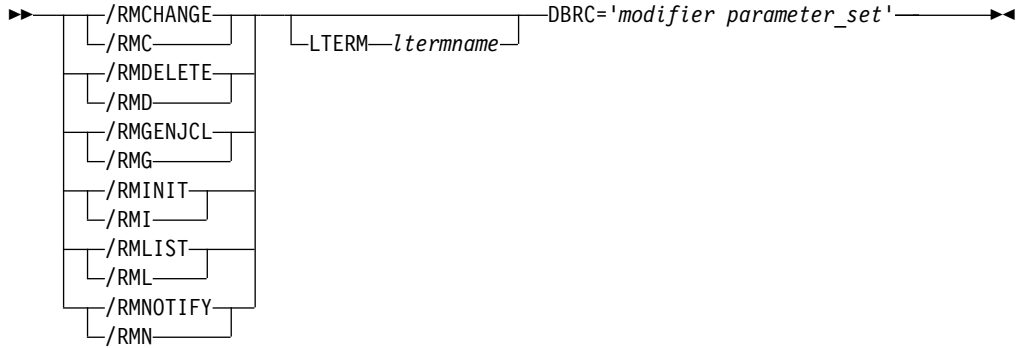 /RMCHANGE DBRC='modifier parameter_set'
/RMC LTERM ltermname
/RMDELETE
/RMD
/RMGENJCL
/RMG
/RMINIT
/RMI
/RMLIST
/RML
/RMNOTIFY
/RMN